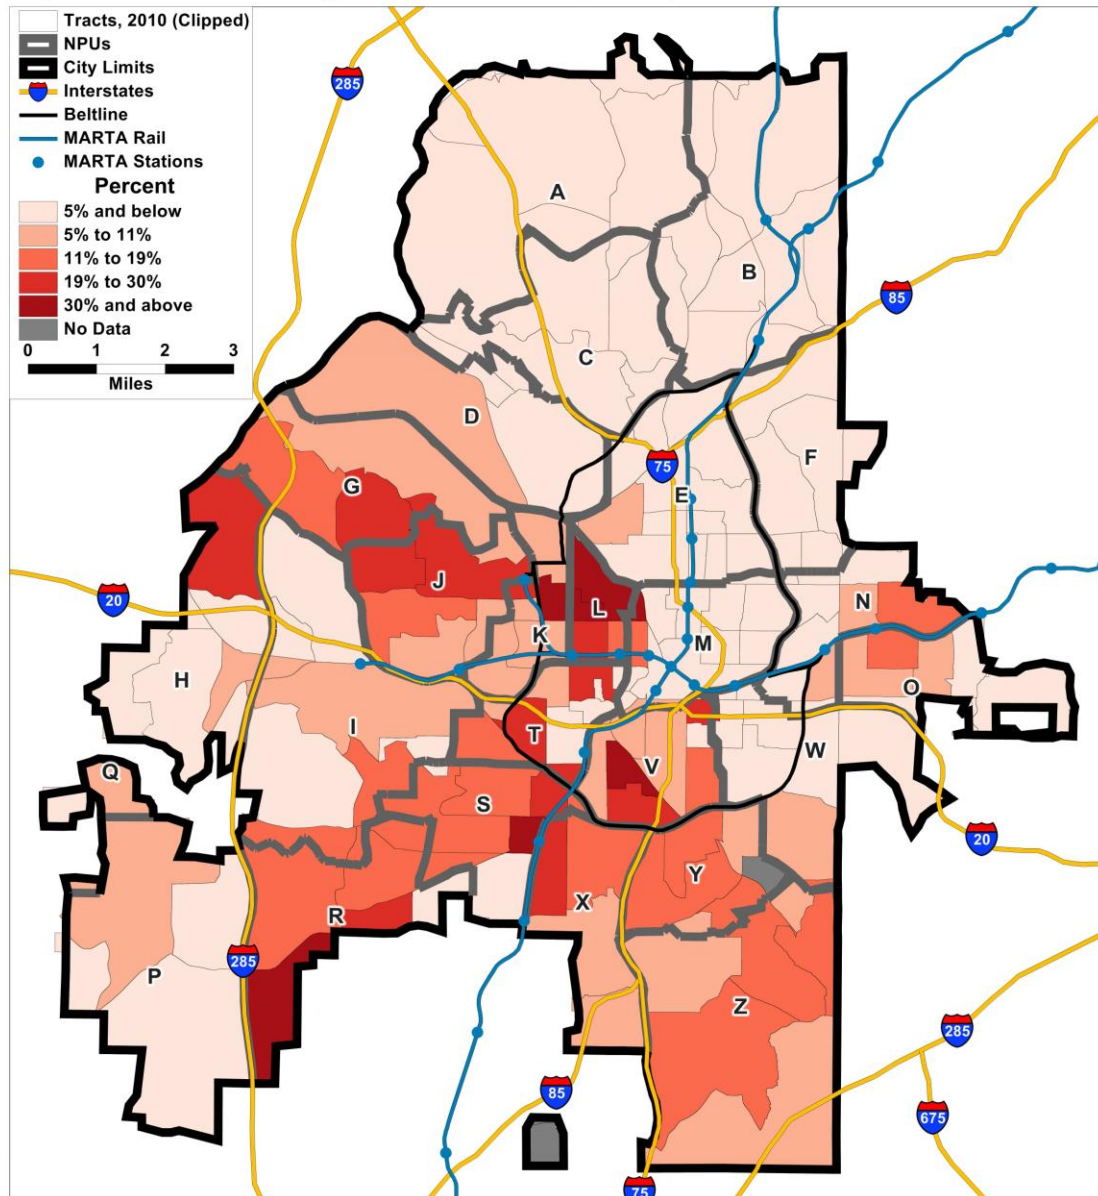 Tracts, 2010 (Clipped)
NPUs
City Limits
Interstates
Beltline
MARTA Rail
MARTA Stations
Percent
5% and below
5% to 11%
11% to 19%
19% to 30%
30% and above
No Data
0 1 2 3
Miles
285
A
B
85
C
D
F
75
G
E
J
20
L
N
K
M
H
O
I
T
W
V
Q
S
20
Y
X
R
285
P
Z
285
85
675
75